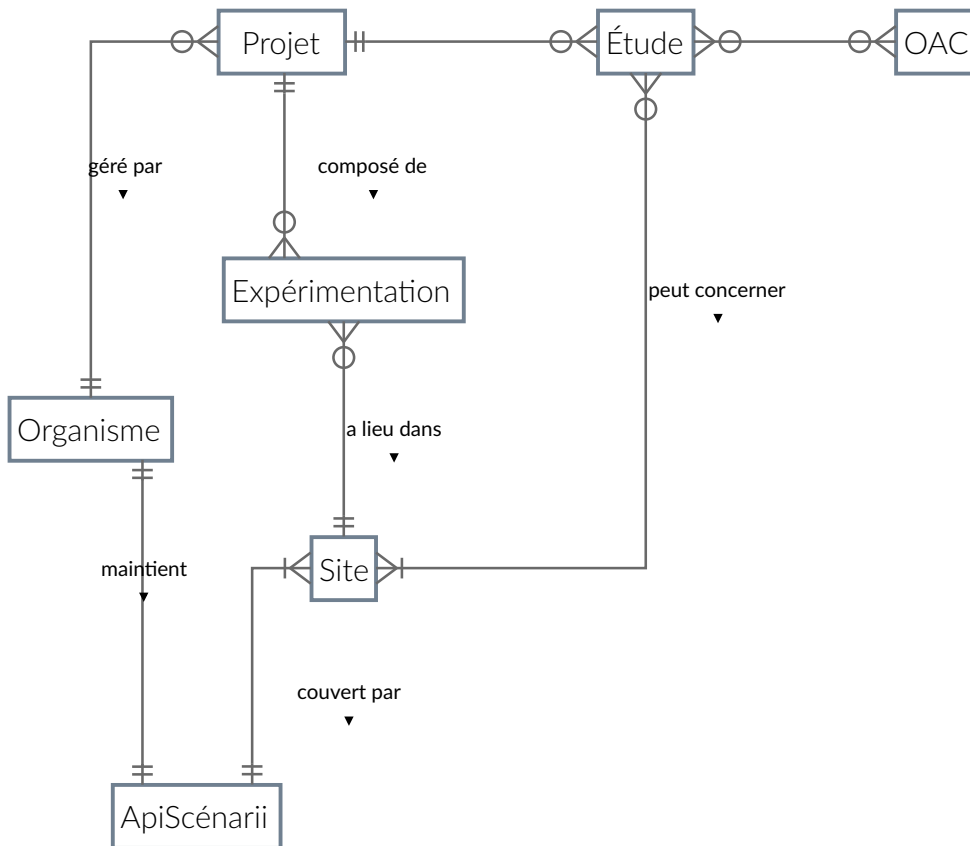 Projet
Étude
OAC
géré par
▼
composé de
▼
Expérimentation
peut concerner
▼
Organisme
a lieu dans
▼
maintient
▼
Site
couvert par
▼
ApiScénarii